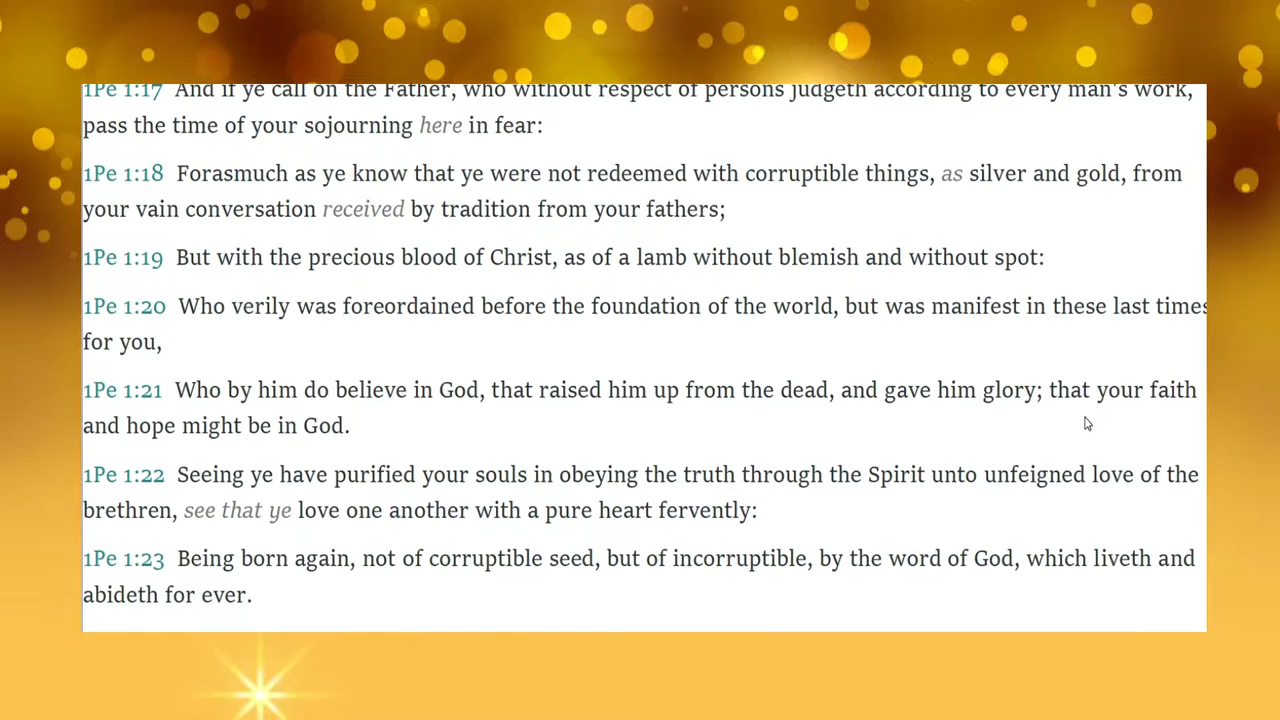 1Pe 1:17 And if ye call on the Father, who without respect of persons judgeth according to every man's work,
pass the time of your sojourning here in fear:
1Pe 1:18 Forasmuch as ye know that ye were not redeemed with corruptible things, as silver and gold, from
your vain conversation received by tradition from your fathers;
1Pe 1:19 But with the precious blood of Christ, as of a lamb without blemish and without spot:
1Pe 1:20 Who verily was foreordained before the foundation of the world, but was manifest in these last times
for you,
1Pe 1:21 Who by him do believe in God, that raised him up from the dead, and gave him glory; that your faith
and hope might be in God.
1Pe 1:22 Seeing ye have purified your souls in obeying the truth through the Spirit unto unfeigned love of the
brethren, see that ye love one another with a pure heart fervently:
1Pe 1:23 Being born again, not of corruptible seed, but of incorruptible, by the word of God, which liveth and
abideth for ever.